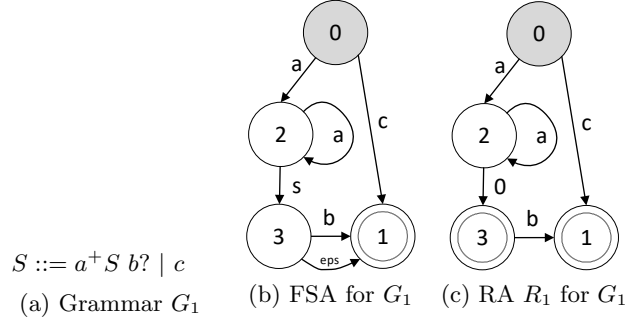 0
a
c
2
a
s
3
b
eps
1
0
a
c
2
a
0
3
b
1
S ::= a⁺S b? | c
(a) Grammar G₁
(b) FSA for G₁
(c) RA R₁ for G₁